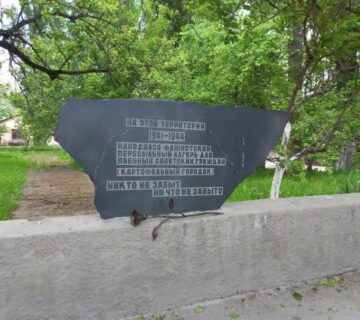 НА ЭТОЙ ТЕРРИТОРИИ
1941-1944
НАХОДИЛСЯ ФАШИСТСКИЙ
ПЕРЕСЫЛЬНЫЙ ЛАГЕРЬ ДЛЯ
ПЛЕННЫХ СОВЕТСКИХ ГРАЖДАН
(КАРТОФЕЛЬНЫЙ ГОРОДОК)
НИКТО НЕ ЗАБЫТ
НИ ЧТО НЕ ЗАБЫТО